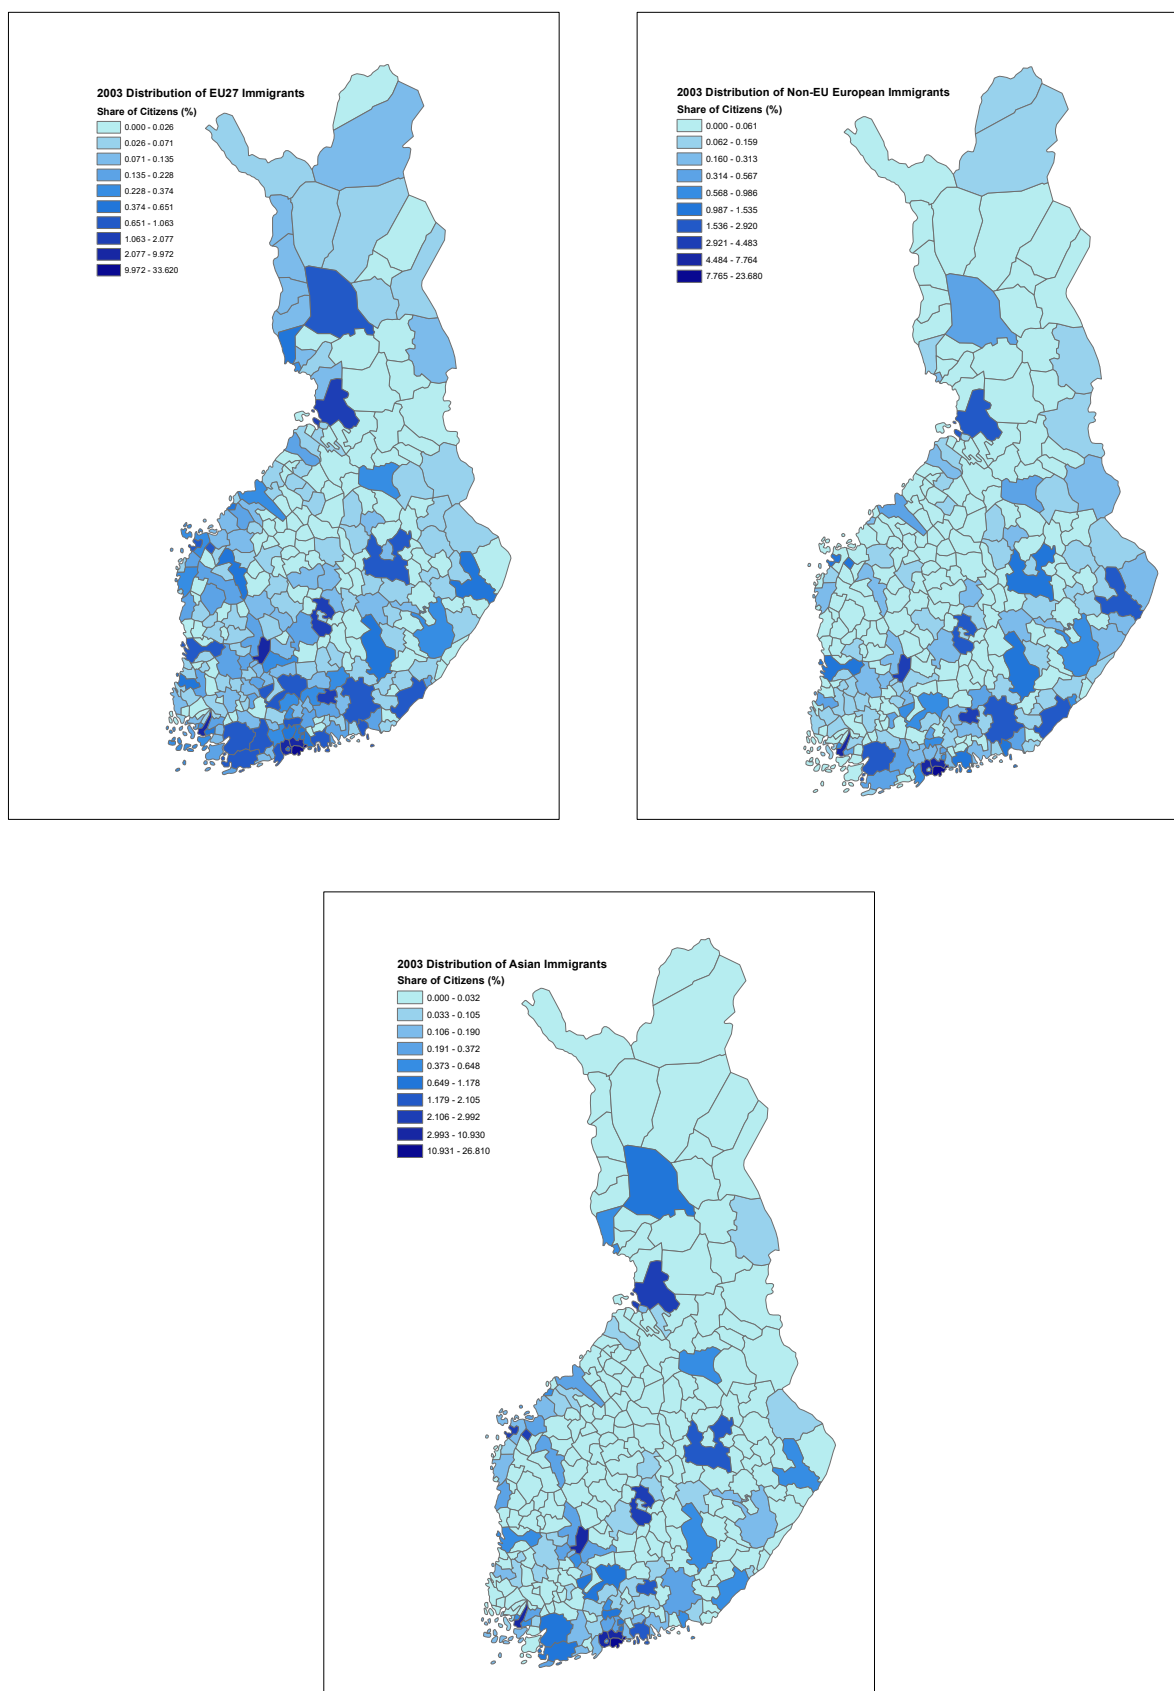 2003 Distribution of EU27 Immigrants
Share of Citizens (%)
0.000 - 0.026
0.026 - 0.071
0.071 - 0.135
0.135 - 0.228
0.228 - 0.374
0.374 - 0.651
0.651 - 1.063
1.063 - 2.077
2.077 - 9.972
9.972 - 33.620
2003 Distribution of Non-EU European Immigrants
Share of Citizens (%)
0.000 - 0.061
0.062 - 0.159
0.160 - 0.313
0.314 - 0.567
0.568 - 0.986
0.987 - 1.535
1.536 - 2.920
2.921 - 4.483
4.484 - 7.764
7.765 - 23.680
2003 Distribution of Asian Immigrants
Share of Citizens (%)
0.000 - 0.032
0.033 - 0.105
0.106 - 0.190
0.191 - 0.372
0.373 - 0.648
0.649 - 1.178
1.179 - 2.105
2.106 - 2.992
2.993 - 10.930
10.931 - 26.810